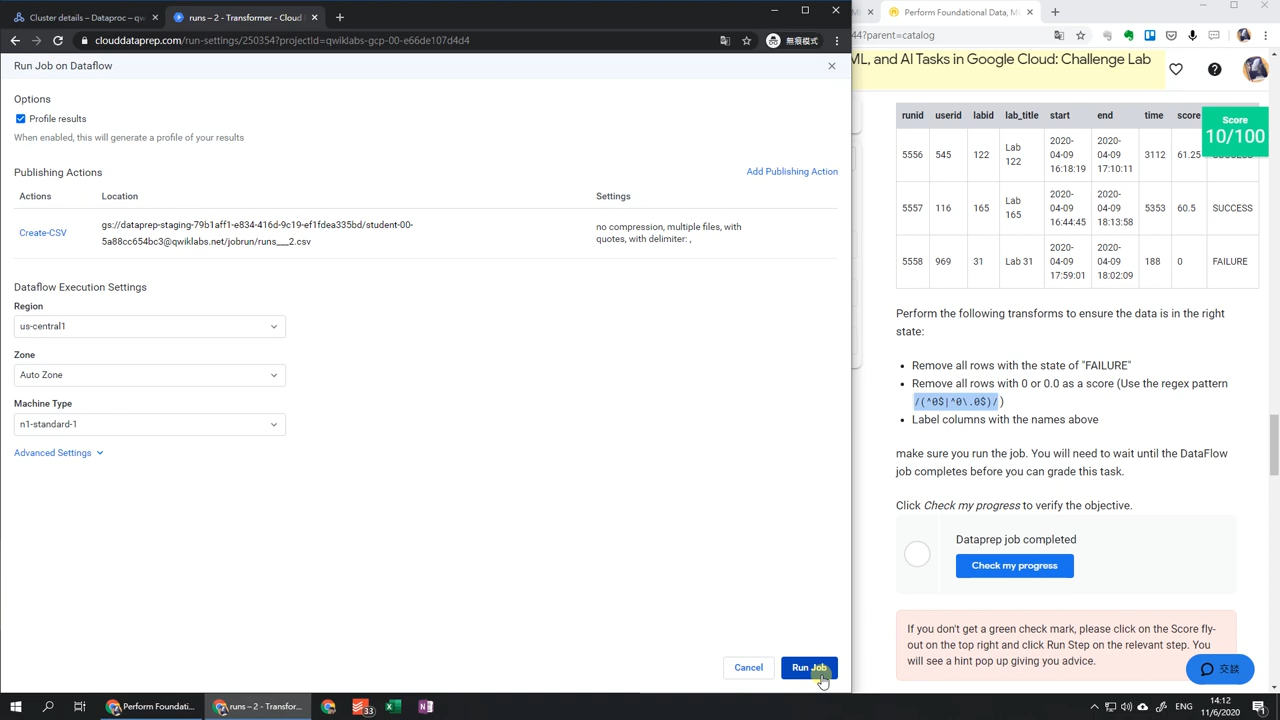 Cluster details – Dataproc – qw
runs – 2 – Transformer - Cloud
clouddataprep.com/run-settings/250354?projectId=qwiklabs-gcp-00-e66de107d4d4
無痕模式
Run Job on Dataflow
Options
Profile results
When enabled, this will generate a profile of your results
Publishing Actions
Add Publishing Action
Actions Location Settings
Create-CSV
gs://dataprep-staging-79b1aff1-e834-416d-9c19-ef1fdea335bd/student-00-
5a88cc654bc3@qwiklabs.net/jobrun/runs___2.csv
no compression, multiple files, with
quotes, with delimiter: ,
Dataflow Execution Settings
Region
us-central1
Zone
Auto Zone
Machine Type
n1-standard-1
Advanced Settings
Cancel
Run Job
Perform Foundational Data, M
44?parent=catalog
ML, and AI Tasks in Google Cloud: Challenge Lab
Score
10/100
runid userid labid lab_title start end time score
5556 545 122 Lab 122 2020-04-09 16:18:19 2020-04-09 17:10:11 3112 61.25 SUCCESS
5557 116 165 Lab 165 2020-04-09 16:44:45 2020-04-09 18:13:58 5353 60.5 SUCCESS
5558 969 31 Lab 31 2020-04-09 17:59:01 2020-04-09 18:02:09 188 0 FAILURE
Perform the following transforms to ensure the data is in the right
state:
• Remove all rows with the state of "FAILURE"
• Remove all rows with 0 or 0.0 as a score (Use the regex pattern
/(^0$|^0\.0$)/ )
• Label columns with the names above
make sure you run the job. You will need to wait until the DataFlow
job completes before you can grade this task.
Click Check my progress to verify the objective.
Dataprep job completed
Check my progress
If you don't get a green check mark, please click on the Score fly-
out on the top right and click Run Step on the relevant step. You
will see a hint pop up giving you advice.
交談
Perform Foundati...
runs – 2 – Transfor...
33
ENG
14:12
11/6/2020